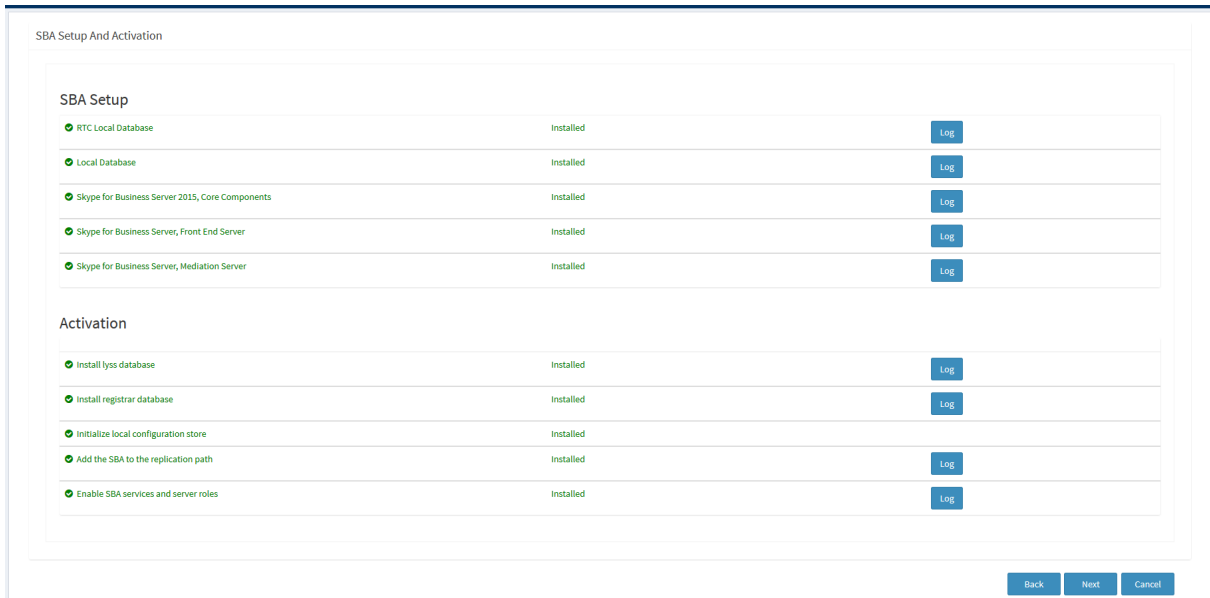 SBA Setup And Activation
SBA Setup
RTC Local Database Installed Log
Local Database Installed Log
Skype for Business Server 2015, Core Components Installed Log
Skype for Business Server, Front End Server Installed Log
Skype for Business Server, Mediation Server Installed Log
Activation
Install lyss database Installed Log
Install registrar database Installed Log
Initialize local configuration store Installed
Add the SBA to the replication path Installed Log
Enable SBA services and server roles Installed Log
Back Next Cancel